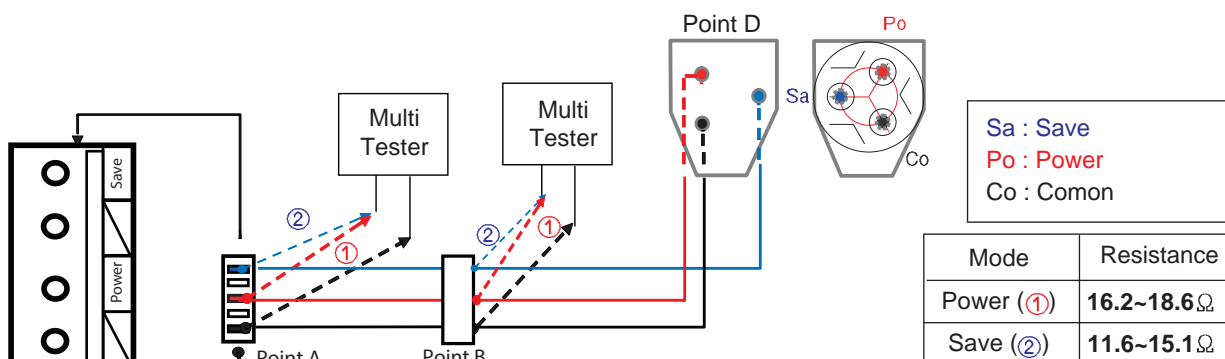 Point D
Po
Multi
Tester
Multi
Tester
Sa
Co
Sa : Save
Po : Power
Co : Comon
Save
Power
②
①
②
①
Mode Resistance
Power (①) 16.2~18.6Ω
Save (②) 11.6~15.1Ω
Point A
Point B